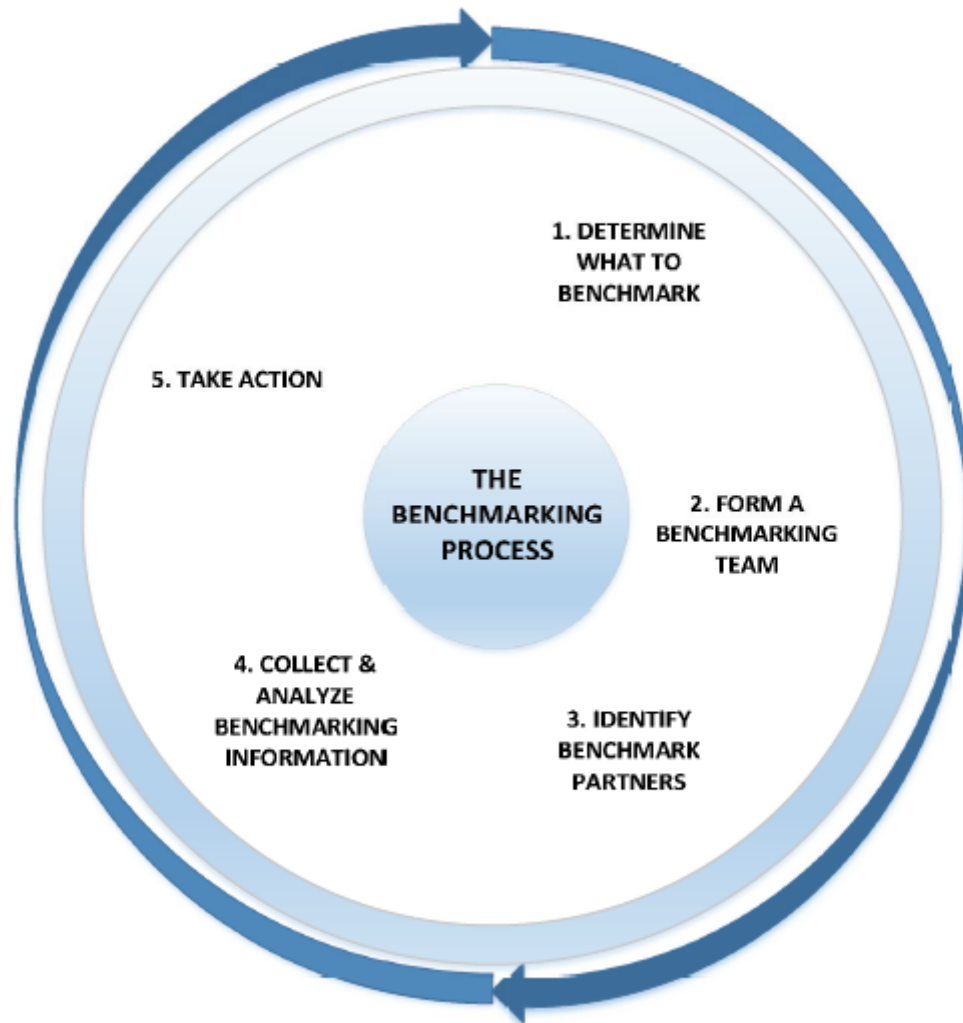 1. DETERMINE
WHAT TO
BENCHMARK
5. TAKE ACTION
THE
BENCHMARKING
PROCESS
2. FORM A
BENCHMARKING
TEAM
4. COLLECT &
ANALYZE
BENCHMARKING
INFORMATION
3. IDENTIFY
BENCHMARK
PARTNERS